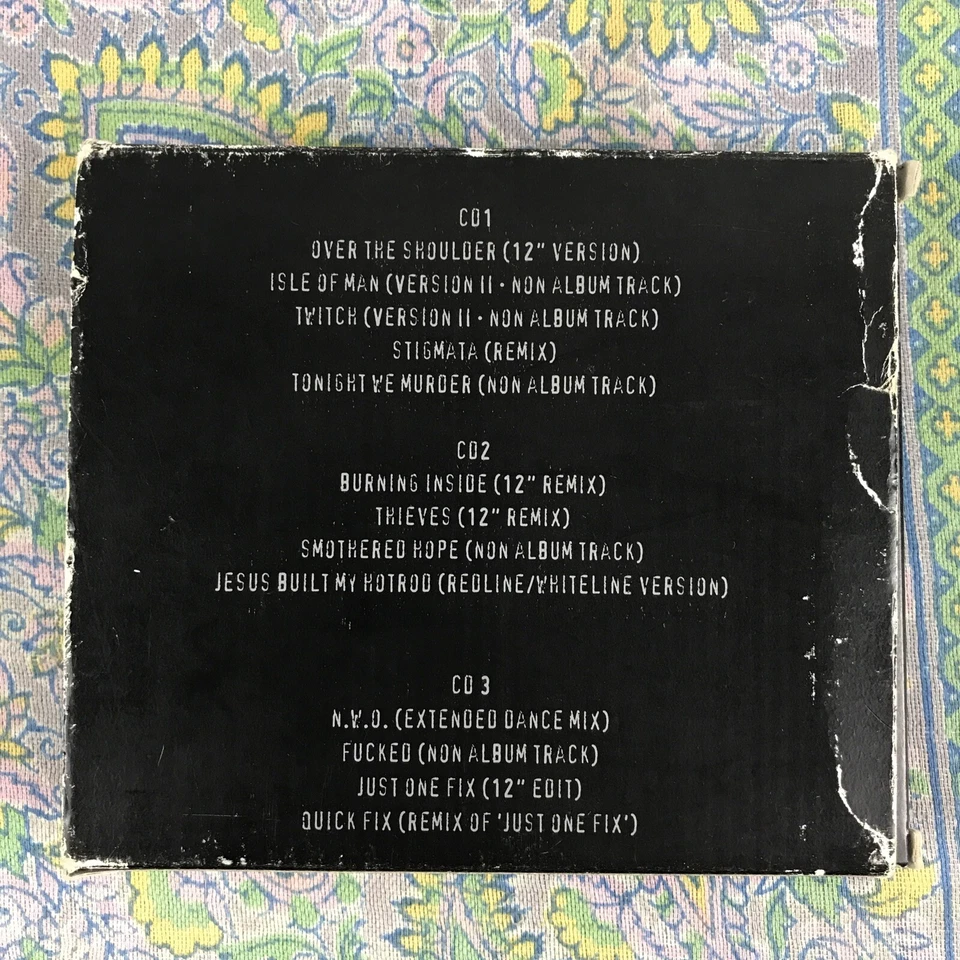 CD1
OVER THE SHOULDER (12" VERSION)
ISLE OF MAN (VERSION II • NON ALBUM TRACK)
TWITCH (VERSION II • NON ALBUM TRACK)
STIGMATA (REMIX)
TONIGHT WE MURDER (NON ALBUM TRACK)
CD2
BURNING INSIDE (12" REMIX)
THIEVES (12" REMIX)
SMOTHERED HOPE (NON ALBUM TRACK)
JESUS BUILT MY HOTROD (REDLINE/WHITELINE VERSION)
CD 3
N.W.O. (EXTENDED DANCE MIX)
FUCKED (NON ALBUM TRACK)
JUST ONE FIX (12" EDIT)
QUICK FIX (REMIX OF 'JUST ONE FIX')